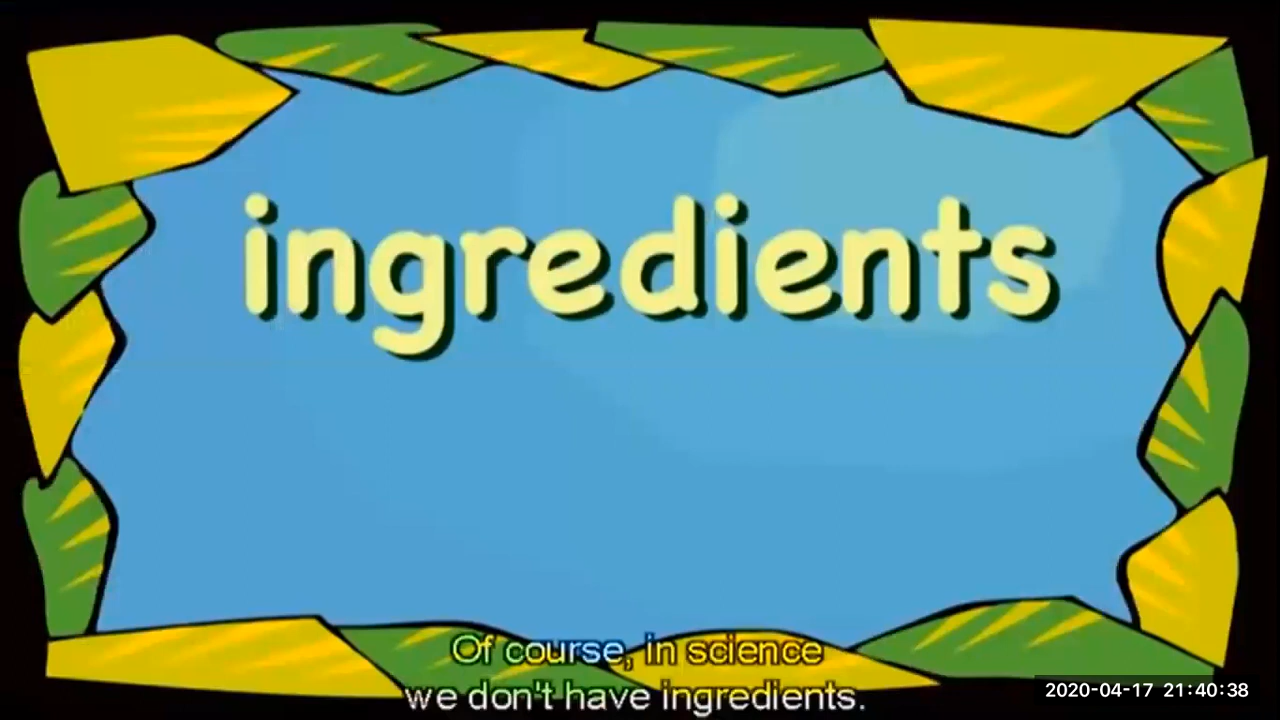 ingredients
Of course, in science
we don't have ingredients.
2020-04-17 21:40:38